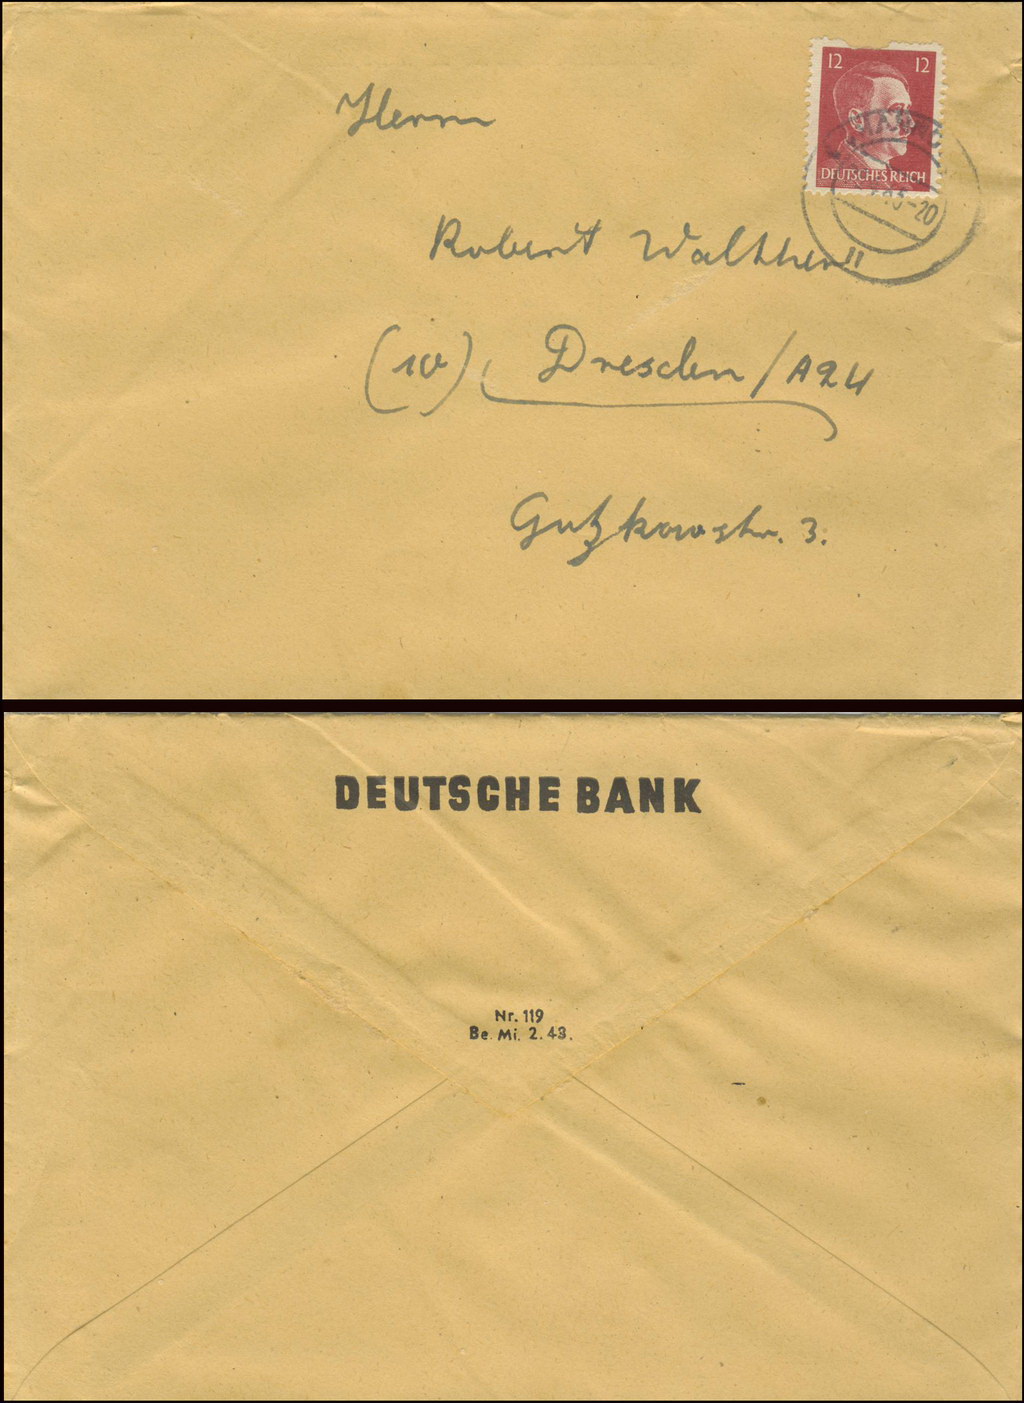 12 12
DEUTSCHES REICH
-20
Herrn
Robert Walther
(10) Dresden/A24
Gutzkowstr. 3.
DEUTSCHE BANK
Nr. 119
Be. Mi. 2. 43.